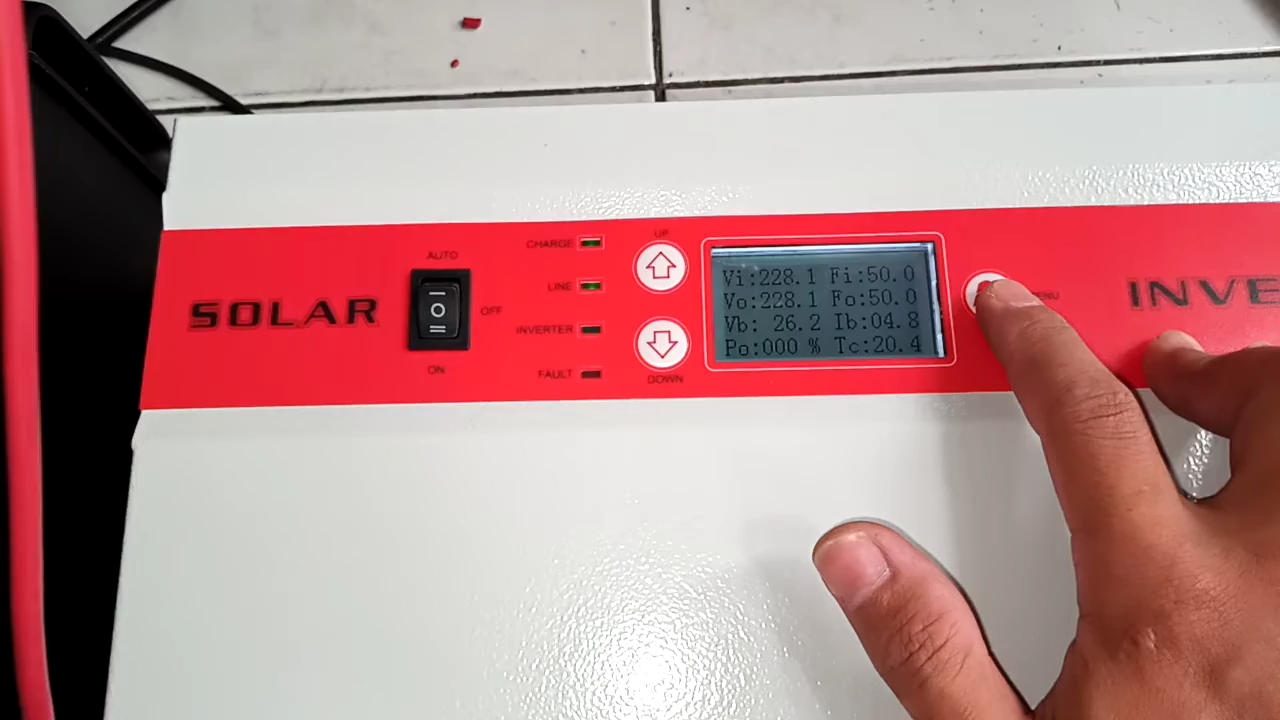 SOLAR
AUTO
OFF
ON
CHARGE
LINE
INVERTER
FAULT
UP
DOWN
Vi:228.1 Fi:50.0
Vo:228.1 Fo:50.0
Vb: 26.2 Ib:04.8
Po:000 % Tc:20.4